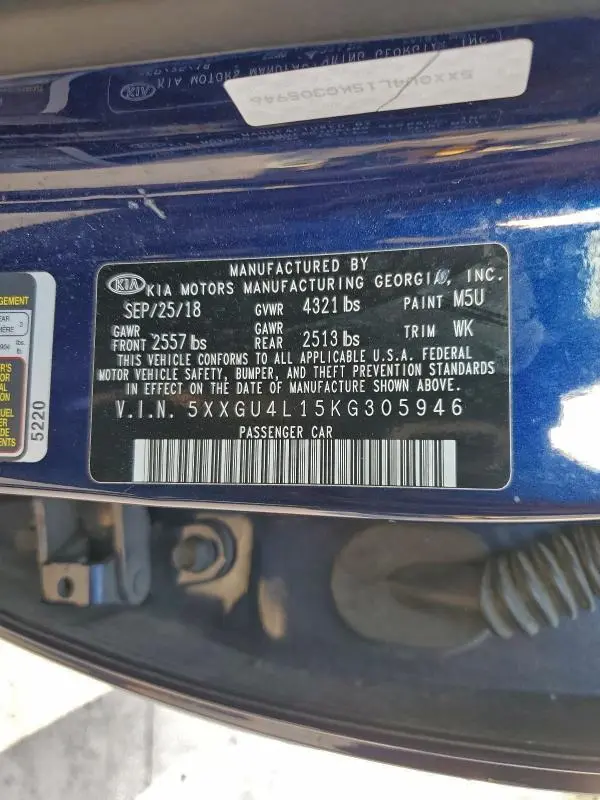 KIA
MANUFACTURED BY
KIA MOTORS MANUFACTURING GEORGIA, INC.
SEP/25/18 GVWR 4321 lbs PAINT M5U
GAWR FRONT 2557 lbs GAWR REAR 2513 lbs TRIM WK
THIS VEHICLE CONFORMS TO ALL APPLICABLE U.S.A. FEDERAL
MOTOR VEHICLE SAFETY, BUMPER, AND THEFT PREVENTION STANDARDS
IN EFFECT ON THE DATE OF MANUFACTURE SHOWN ABOVE.
V.I.N. 5XXGU4L15KG305946
PASSENGER CAR
5220